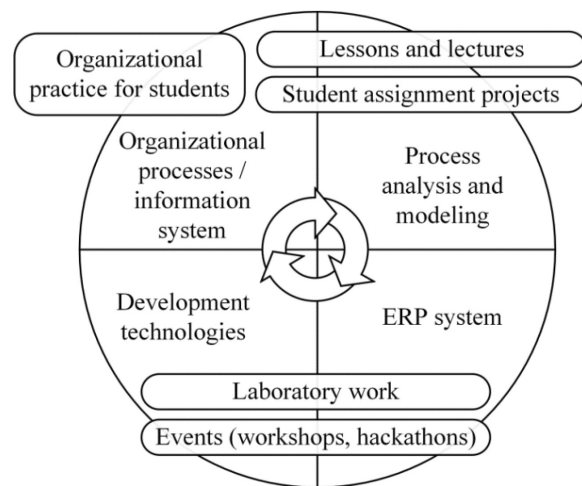 Organizational
practice for students
Lessons and lectures
Student assignment projects
Organizational
processes /
information
system
Process
analysis and
modeling
Development
technologies
ERP system
Laboratory work
Events (workshops, hackathons)